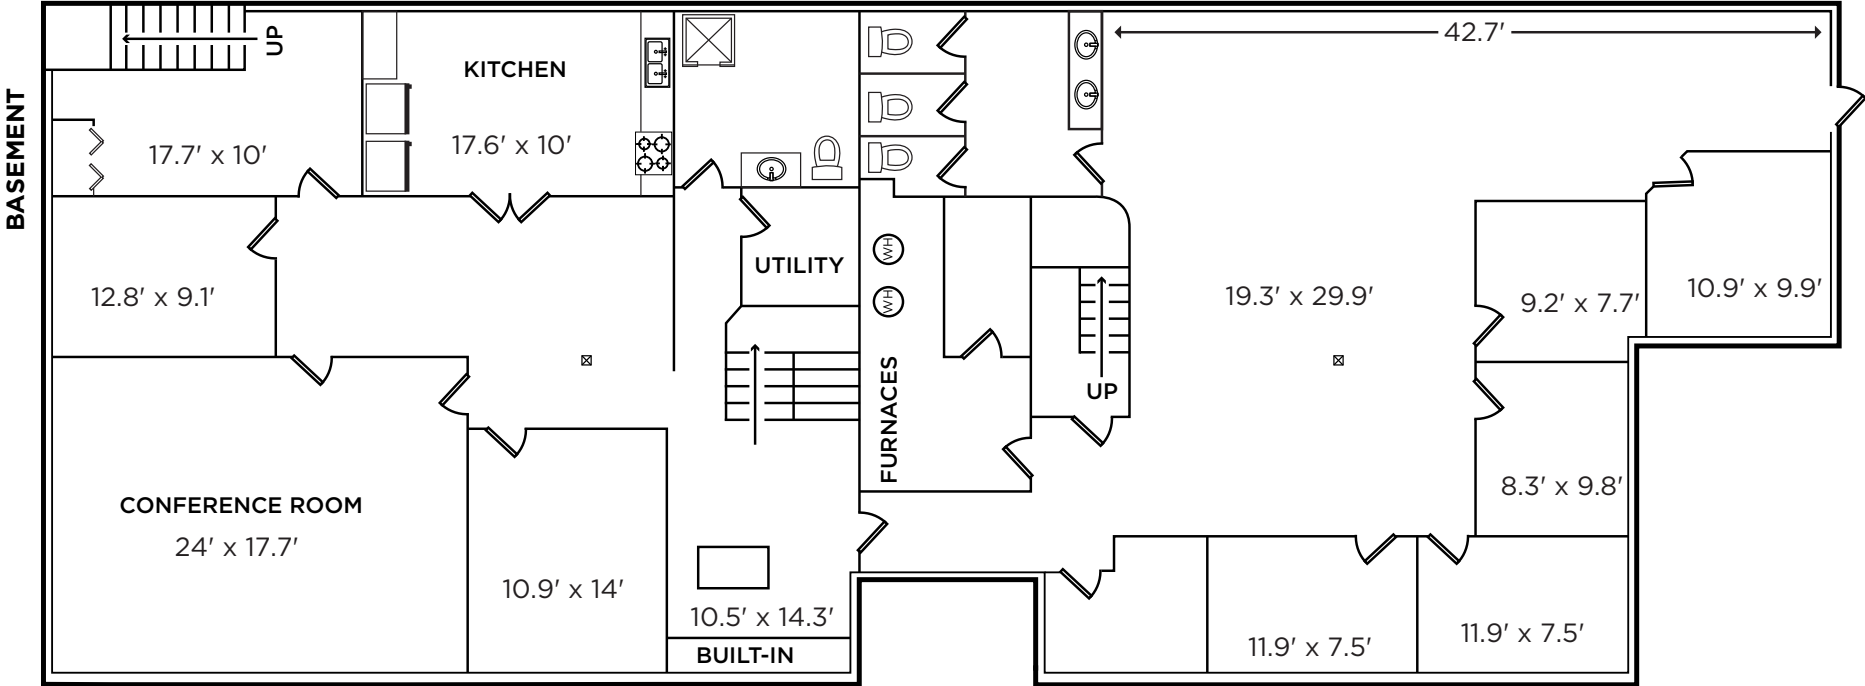 BASEMENT
UP
KITCHEN
42.7'
17.7' x 10'
17.6' x 10'
UTILITY
WH
WH
12.8' x 9.1'
19.3' x 29.9'
9.2' x 7.7'
10.9' x 9.9'
FURNACES
UP
CONFERENCE ROOM
24' x 17.7'
8.3' x 9.8'
10.9' x 14'
10.5' x 14.3'
BUILT-IN
11.9' x 7.5'
11.9' x 7.5'